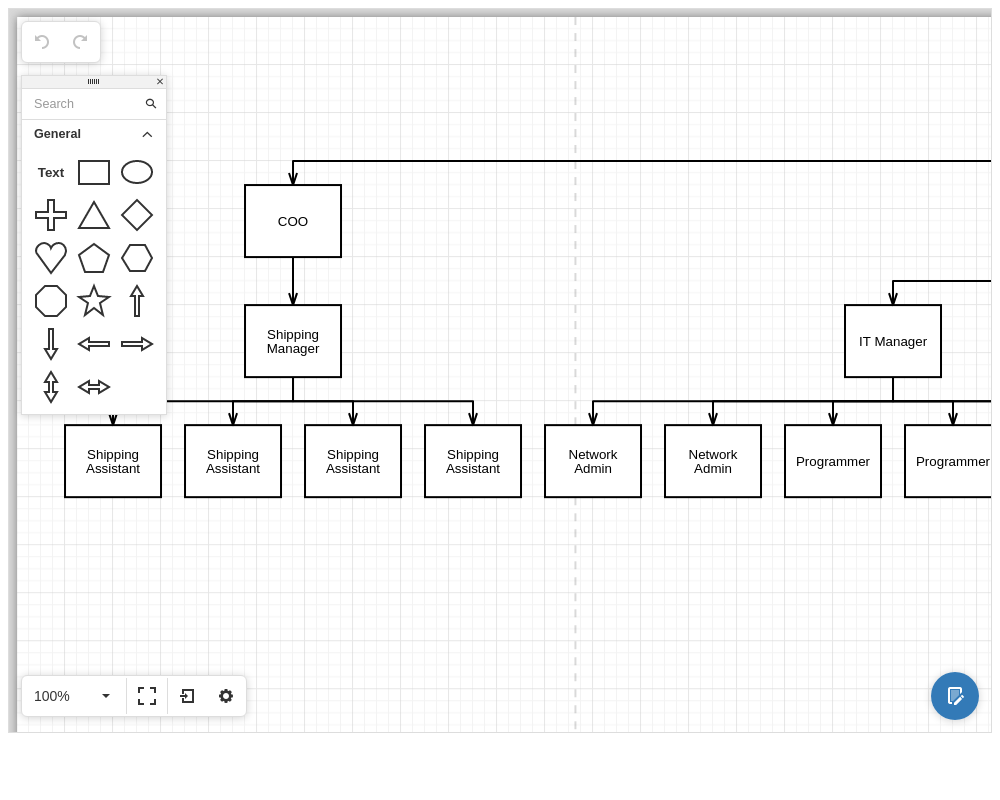 Search
General
Text
COO
Shipping
Manager
IT Manager
Shipping
Assistant
Shipping
Assistant
Shipping
Assistant
Shipping
Assistant
Network
Admin
Network
Admin
Programmer
Programmer
100%